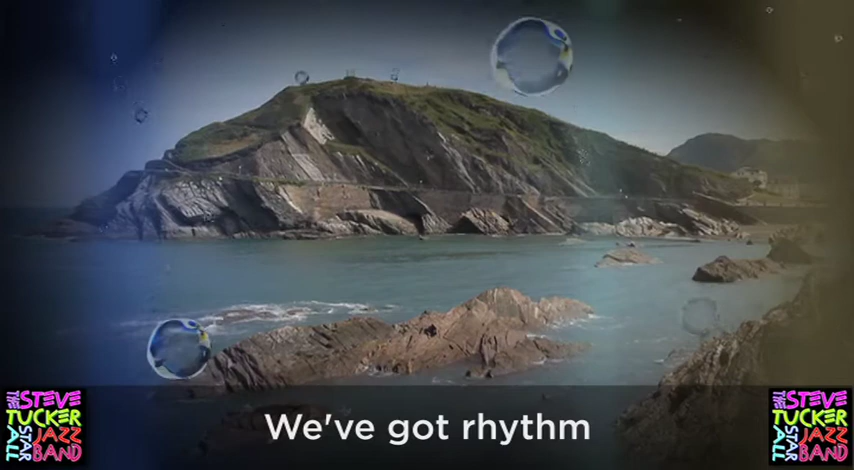 THE STEVE
TUCKER
ALL STAR JAZZ
BAND
We've got rhythm
THE STEVE
TUCKER
ALL STAR JAZZ
BAND